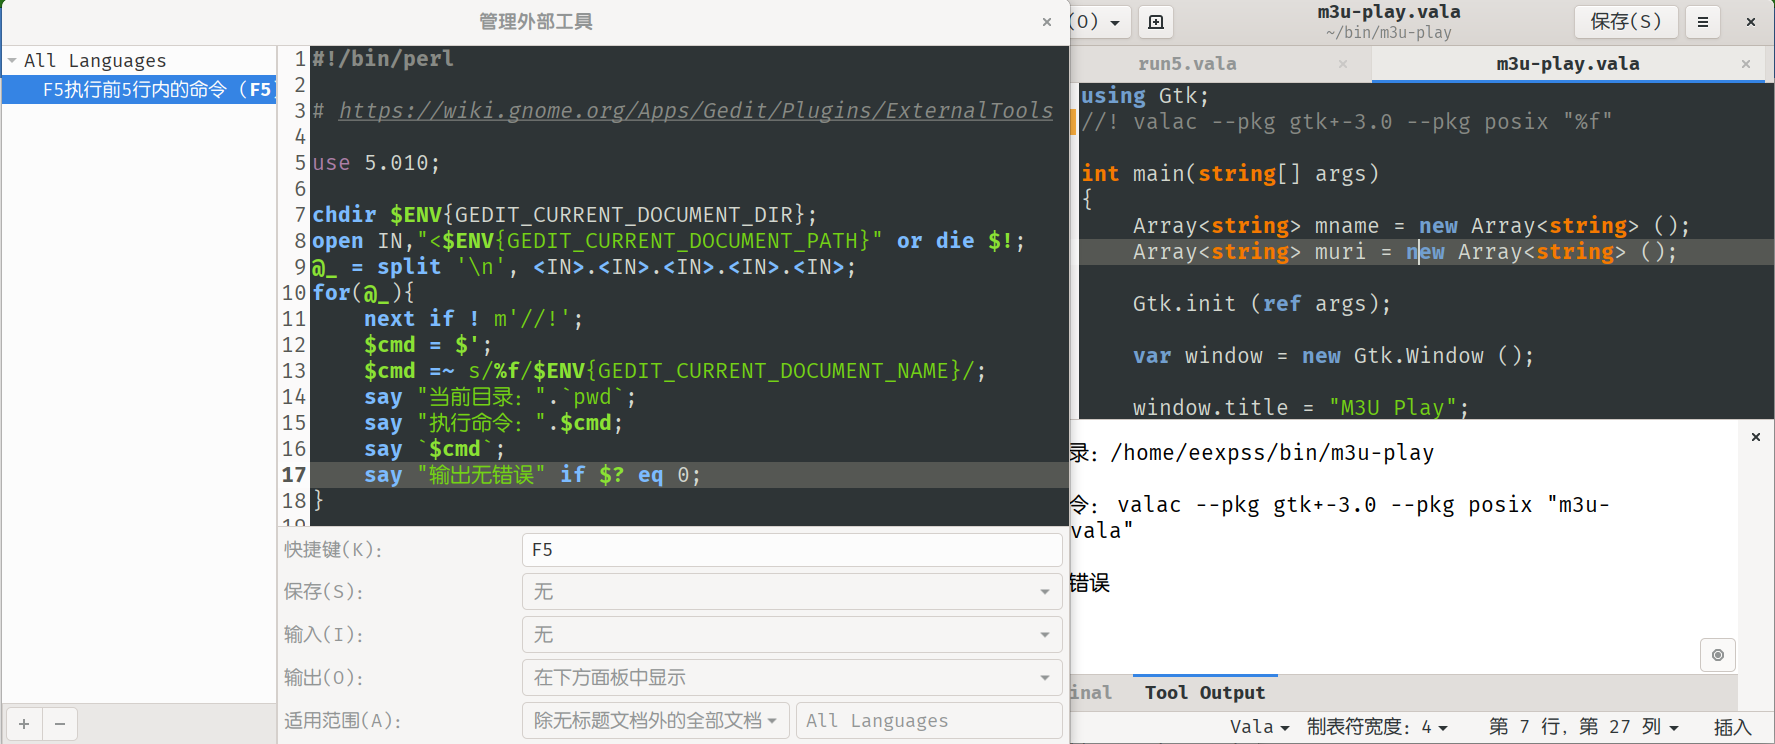 管理外部工具
All Languages
F5执行前5行内的命令 (F5
1 #!/bin/perl
2
3 # https://wiki.gnome.org/Apps/Gedit/Plugins/ExternalTools
4
5 use 5.010;
6
7 chdir $ENV{GEDIT_CURRENT_DOCUMENT_DIR};
8 open IN,"<$ENV{GEDIT_CURRENT_DOCUMENT_PATH}" or die $!;
9 @_ = split '\n', <IN>.<IN>.<IN>.<IN>.<IN>;
10 for(@_){
11     next if ! m'//!';
12     $cmd = $';
13     $cmd =~ s/%f/$ENV{GEDIT_CURRENT_DOCUMENT_NAME}/;
14     say "当前目录: ".`pwd`;
15     say "执行命令: ".$cmd;
16     say `$cmd`;
17     say "输出无错误" if $? eq 0;
18 }
19
快捷键(K):
F5
保存(S):
无
输入(I):
无
输出(O):
在下方面板中显示
适用范围(A):
除无标题文档外的全部文档
All Languages
+ −
(O)
m3u-play.vala
~/bin/m3u-play
保存(S)
run5.vala
m3u-play.vala
using Gtk;
//! valac --pkg gtk+-3.0 --pkg posix "%f"
int main(string[] args)
{
    Array<string> mname = new Array<string> ();
    Array<string> muri = new Array<string> ();
    Gtk.init (ref args);
    var window = new Gtk.Window ();
    window.title = "M3U Play";
录: /home/eexpss/bin/m3u-play
令:  valac --pkg gtk+-3.0 --pkg posix "m3u-
vala"
错误
inal
Tool Output
Vala
制表符宽度: 4
第 7 行, 第 27 列
插入